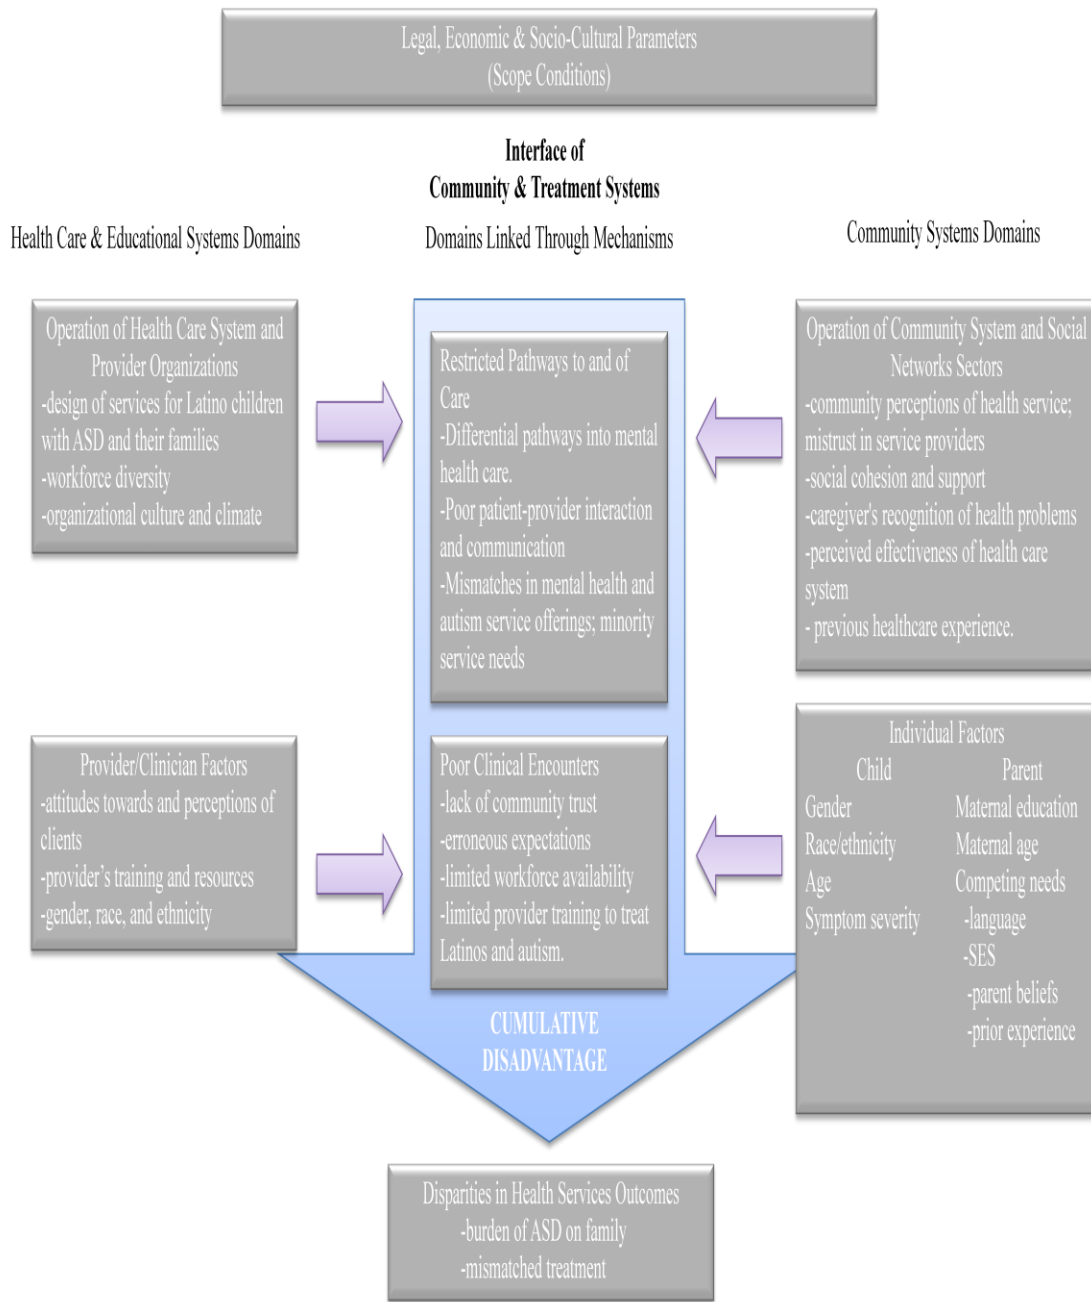 Legal, Economic & Socio-Cultural Parameters
(Scope Conditions)
Interface of
Community & Treatment Systems
Health Care & Educational Systems Domains
Domains Linked Through Mechanisms
Community Systems Domains
Operation of Health Care System and
Provider Organizations
-design of services for Latino children
with ASD and their families
-workforce diversity
-organizational culture and climate
Restricted Pathways to and of
Care
-Differential pathways into mental
health care.
-Poor patient-provider interaction
and communication
-Mismatches in mental health and
autism service offerings; minority
service needs
Operation of Community System and Social
Networks Sectors
-community perceptions of health service;
mistrust in service providers
-social cohesion and support
-caregiver's recognition of health problems
-perceived effectiveness of health care
system
- previous healthcare experience.
Provider/Clinician Factors
-attitudes towards and perceptions of
clients
-provider’s training and resources
-gender, race, and ethnicity
Poor Clinical Encounters
-lack of community trust
-erroneous expectations
-limited workforce availability
-limited provider training to treat
Latinos and autism.
Individual Factors
Child
Gender
Race/ethnicity
Age
Symptom severity
Parent
Maternal education
Maternal age
Competing needs
-language
-SES
-parent beliefs
-prior experience
CUMULATIVE
DISADVANTAGE
Disparities in Health Services Outcomes
-burden of ASD on family
-mismatched treatment